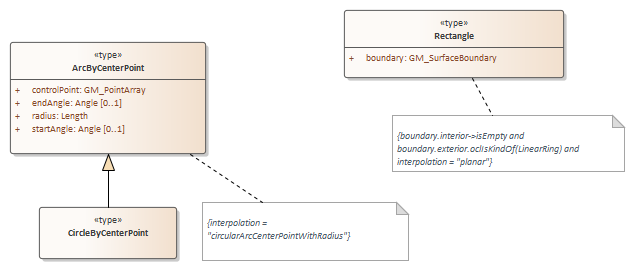 «type»
ArcByCenterPoint
+ controlPoint: GM_PointArray
+ endAngle: Angle [0..1]
+ radius: Length
+ startAngle: Angle [0..1]
«type»
CircleByCenterPoint
{interpolation =
"circularArcCenterPointWithRadius"}
«type»
Rectangle
+ boundary: GM_SurfaceBoundary
{boundary.interior->isEmpty and
boundary.exterior.oclIsKindOf(LinearRing) and
interpolation = "planar"}